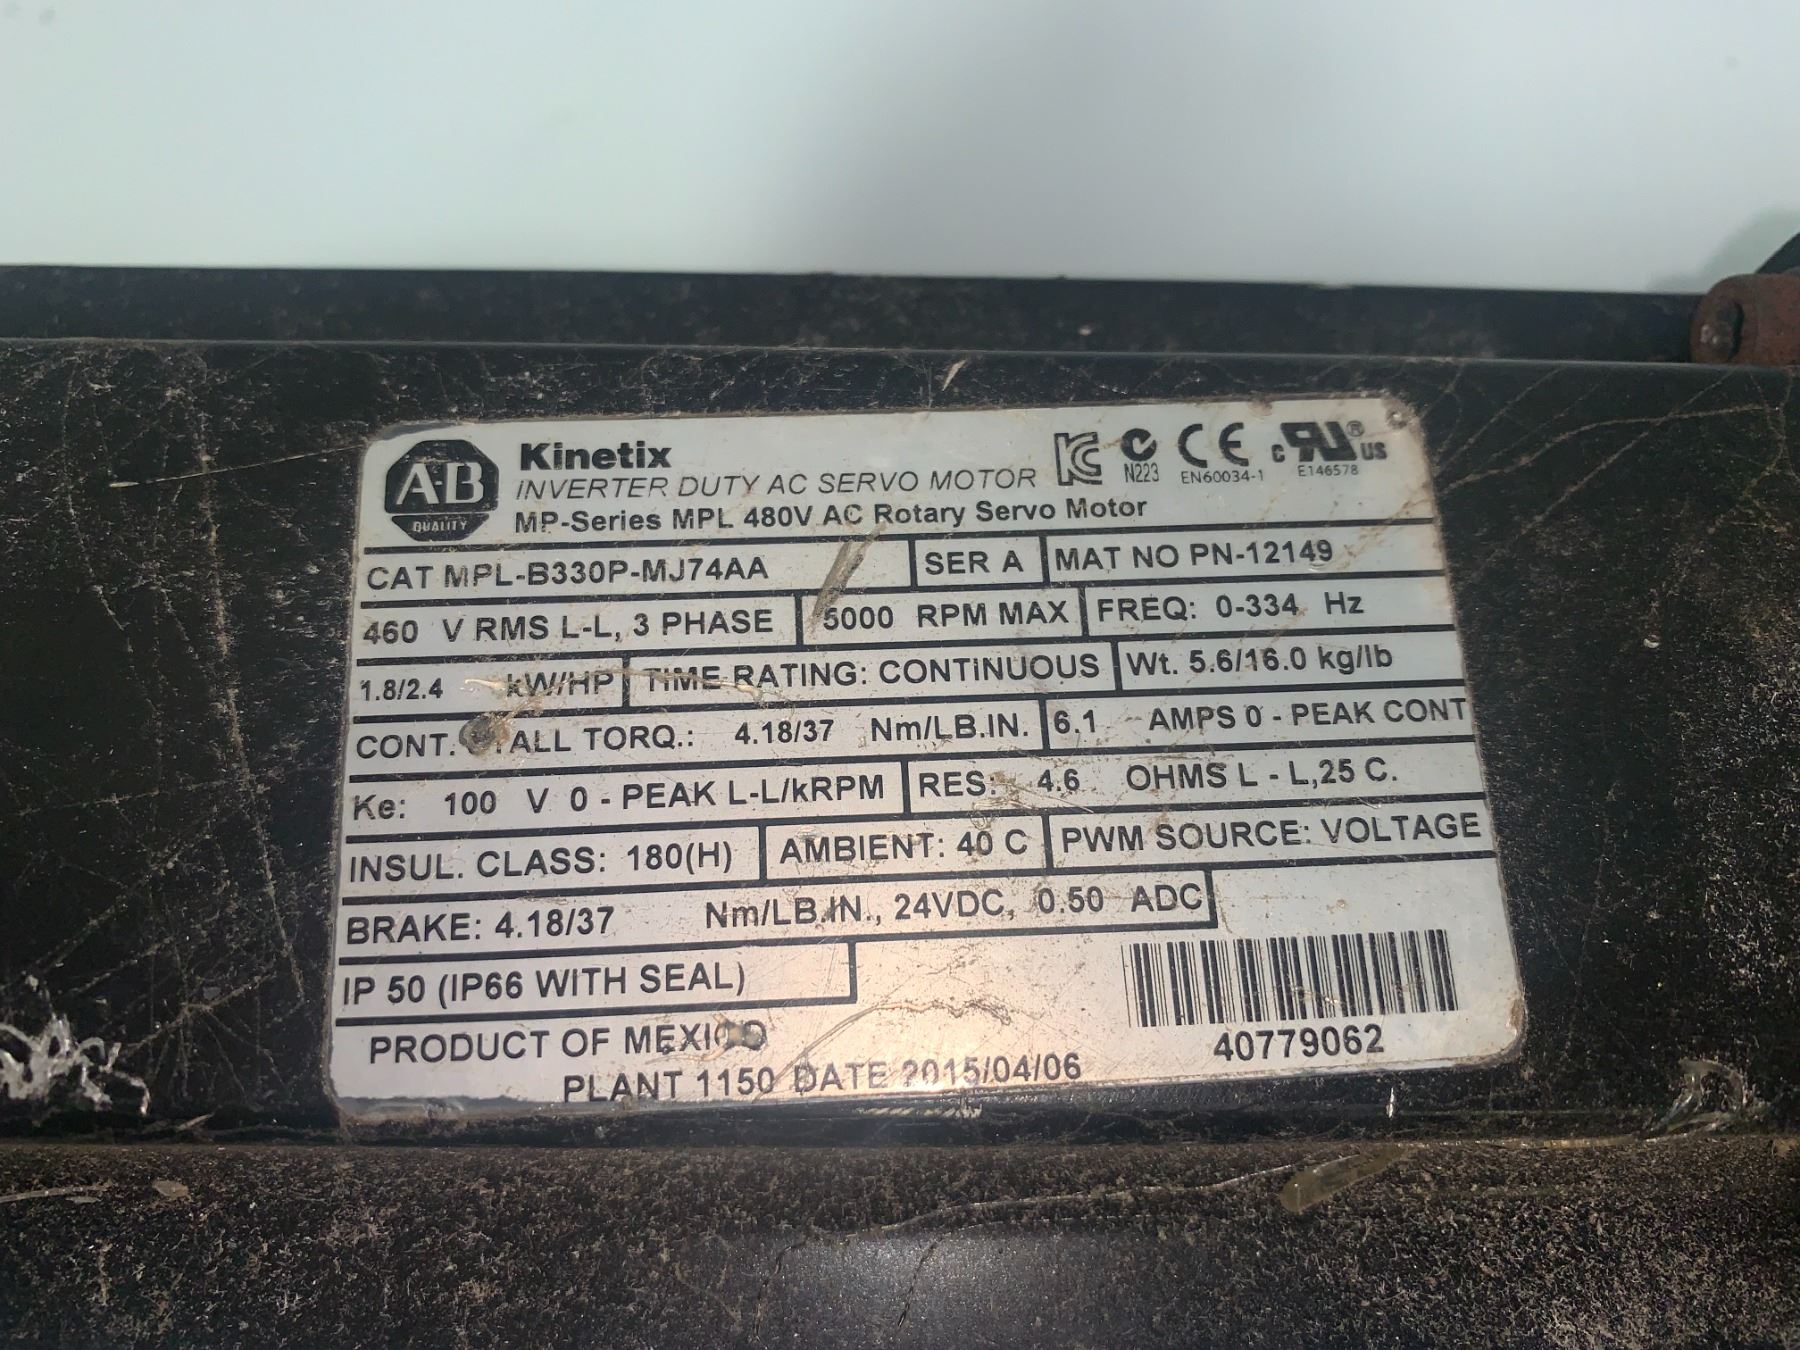 A-B
QUALITY
Kinetix
INVERTER DUTY AC SERVO MOTOR
MP-Series MPL 480V AC Rotary Servo Motor
KC
N223
CE
EN60034-1
c RU ® US
E146578
CAT MPL-B330P-MJ74AA SER A MAT NO PN-12149
460 V RMS L-L, 3 PHASE 5000 RPM MAX FREQ: 0-334 Hz
1.8/2.4 kW/HP TIME RATING: CONTINUOUS Wt. 5.6/16.0 kg/lb
CONT. STALL TORQ.: 4.18/37 Nm/LB.IN. 6.1 AMPS 0 - PEAK CONT
Ke: 100 V 0 - PEAK L-L/kRPM RES: 4.6 OHMS L - L,25 C.
INSUL. CLASS: 180(H) AMBIENT: 40 C PWM SOURCE: VOLTAGE
BRAKE: 4.18/37 Nm/LB.IN., 24VDC, 0.50 ADC
IP 50 (IP66 WITH SEAL)
PRODUCT OF MEXICO
PLANT 1150 DATE 2015/04/06
40779062